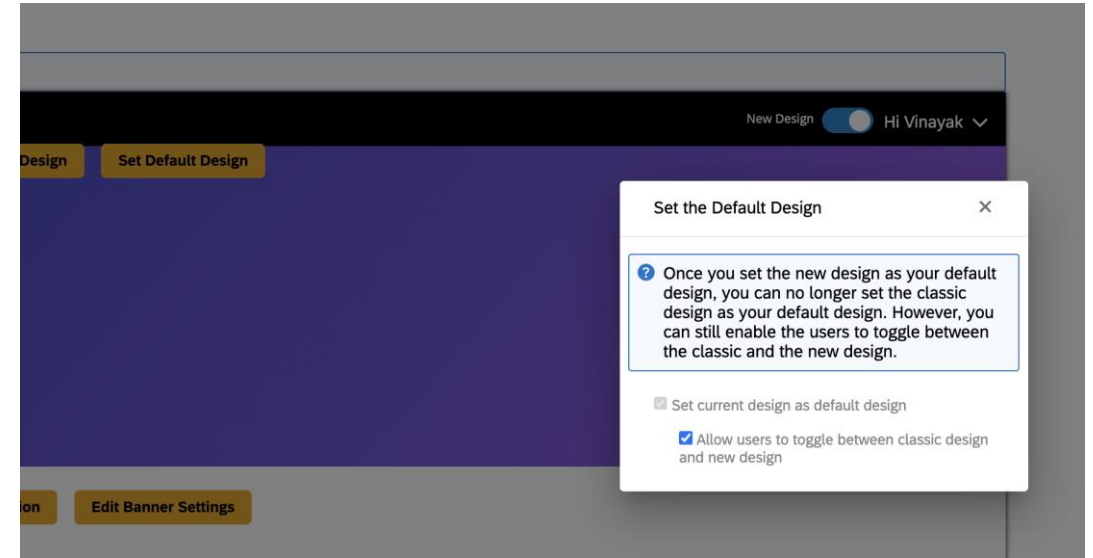 New Design Hi Vinayak
Design Set Default Design
Set the Default Design
Once you set the new design as your default
design, you can no longer set the classic
design as your default design. However, you
can still enable the users to toggle between
the classic and the new design.
Set current design as default design
Allow users to toggle between classic design
and new design
ion Edit Banner Settings